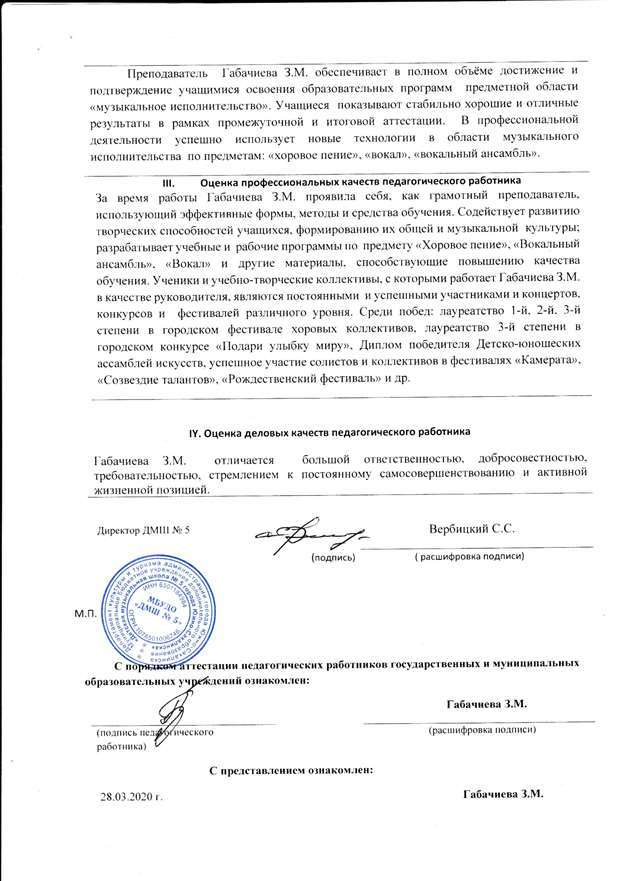 Преподаватель Габачиева З.М. обеспечивает в полном объёме достижение и
подтверждение учащимися освоения образовательных программ предметной области
«музыкальное исполнительство». Учащиеся показывают стабильно хорошие и отличные
результаты в рамках промежуточной и итоговой аттестации. В профессиональной
деятельности успешно использует новые технологии в области музыкального
исполнительства по предметам: «хоровое пение», «вокал», «вокальный ансамбль».
III. Оценка профессиональных качеств педагогического работника
За время работы Габачиева З.М. проявила себя, как грамотный преподаватель,
использующий эффективные формы, методы и средства обучения. Содействует развитию
творческих способностей учащихся, формированию их общей и музыкальной культуры;
разрабатывает учебные и рабочие программы по предмету «Хоровое пение», «Вокальный
ансамбль», «Вокал» и другие материалы, способствующие повышению качества
обучения. Ученики и учебно-творческие коллективы, с которыми работает Габачиева З.М.
в качестве руководителя, являются постоянными и успешными участниками и концертов,
конкурсов и фестивалей различного уровня. Среди побед: лауреатство 1-й, 2-й, 3-й
степени в городском фестивале хоровых коллективов, лауреатство 3-й степени в
городском конкурсе «Подари улыбку миру», Диплом победителя Детско-юношеских
ассамблей искусств, успешное участие солистов и коллективов в фестивалях «Камерата»,
«Созвездие талантов», «Рождественский фестиваль» и др.
IY. Оценка деловых качеств педагогического работника
Габачиева З.М. отличается большой ответственностью, добросовестностью,
требовательностью, стремлением к постоянному самосовершенствованию и активной
жизненной позицией.
Директор ДМШ № 5
Вербицкий С.С.
(подпись)
( расшифровка подписи)
М.П.
МБУДО
«ДМШ № 5»
С порядком аттестации педагогических работников государственных и муниципальных
образовательных учреждений ознакомлен:
Габачиева З.М.
(подпись педагогического
работника)
(расшифровка подписи)
С представлением ознакомлен:
28.03.2020 г.
Габачиева З.М.